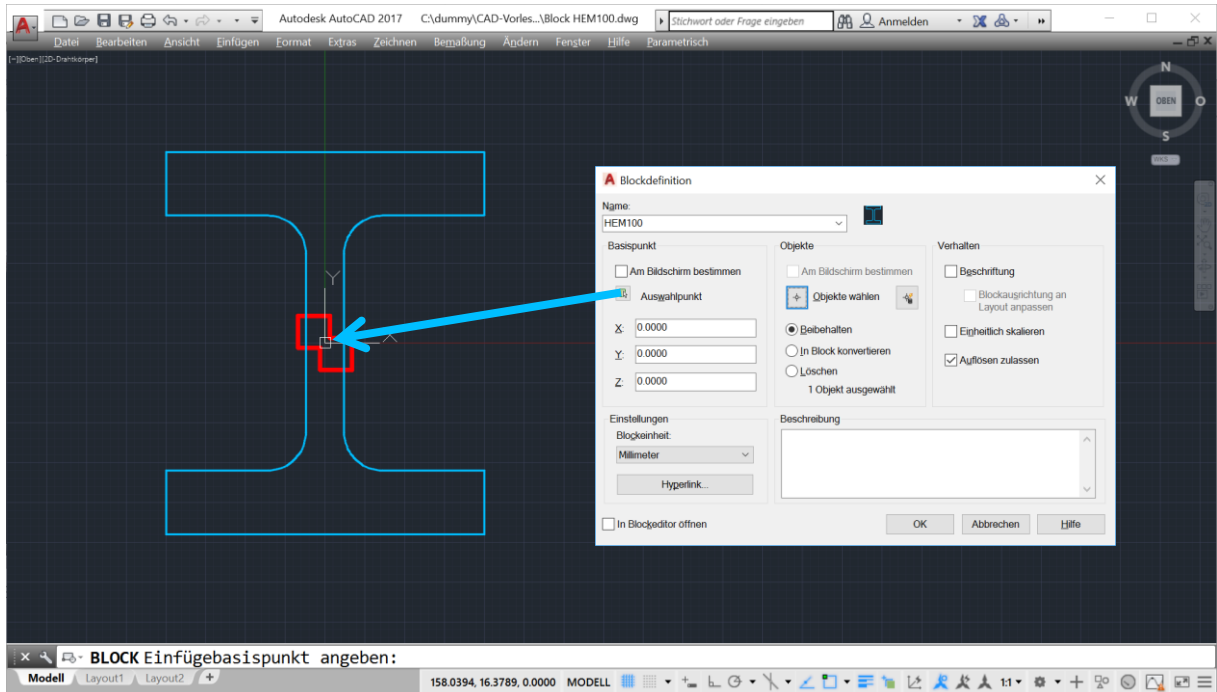 A Autodesk AutoCAD 2017 C:\dummy\CAD-Vorles...\Block HEM100.dwg Stichwort oder Frage eingeben Anmelden
Datei Bearbeiten Ansicht Einfügen Format Extras Zeichnen Bemaßung Ändern Fenster Hilfe Parametrisch
[−][Oben][2D-Drahtkörper]
N
W OBEN O
S
WKS
Y
X
A Blockdefinition
Name:
HEM100
Basispunkt
Am Bildschirm bestimmen
Auswahlpunkt
X: 0.0000
Y: 0.0000
Z: 0.0000
Objekte
Am Bildschirm bestimmen
Objekte wählen
Beibehalten
In Block konvertieren
Löschen
1 Objekt ausgewählt
Verhalten
Beschriftung
Blockausrichtung an
Layout anpassen
Einheitlich skalieren
Auflösen zulassen
Einstellungen
Blockeinheit:
Millimeter
Hyperlink...
Beschreibung
In Blockeditor öffnen
OK Abbrechen Hilfe
BLOCK Einfügebasispunkt angeben:
Modell Layout1 Layout2 +
158.0394, 16.3789, 0.0000 MODELL 1:1